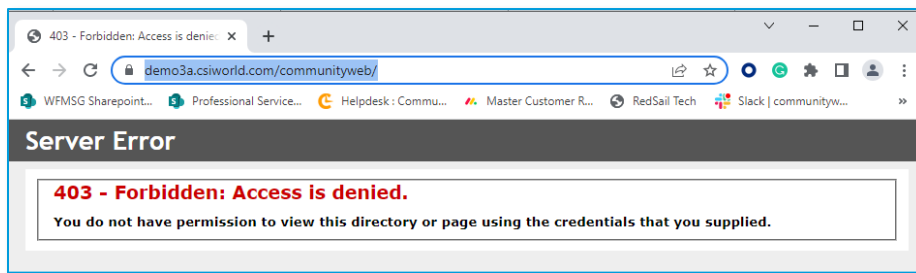 403 - Forbidden: Access is denied
demo3a.csiworld.com/communityweb/
WFMSG Sharepoint... Professional Service... Helpdesk : Commu... Master Customer R... RedSail Tech Slack | communityw...
Server Error
403 - Forbidden: Access is denied.
You do not have permission to view this directory or page using the credentials that you supplied.